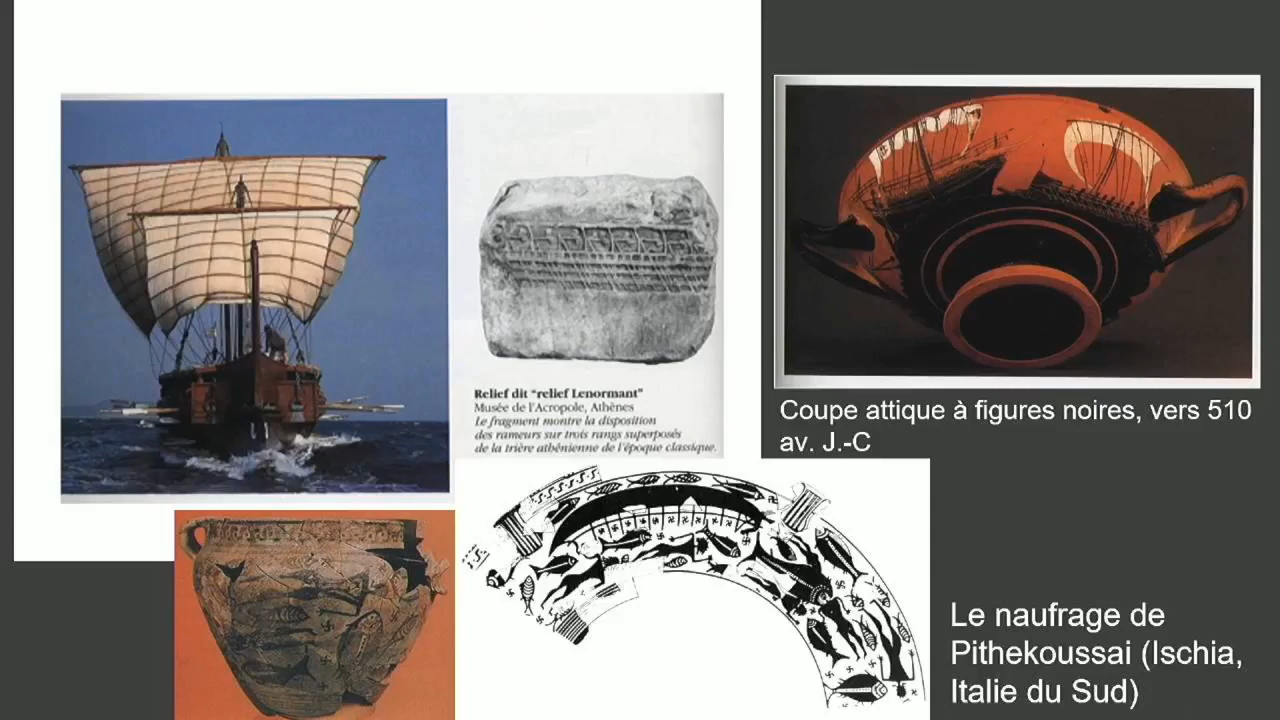 Relief dit "relief Lenormant"
Musée de l'Acropole, Athènes
Le fragment montre la disposition
des rameurs sur trois rangs superposés
de la trière athénienne de l'époque classique.
Coupe attique à figures noires, vers 510
av. J.-C
Le naufrage de
Pithekoussai (Ischia,
Italie du Sud)